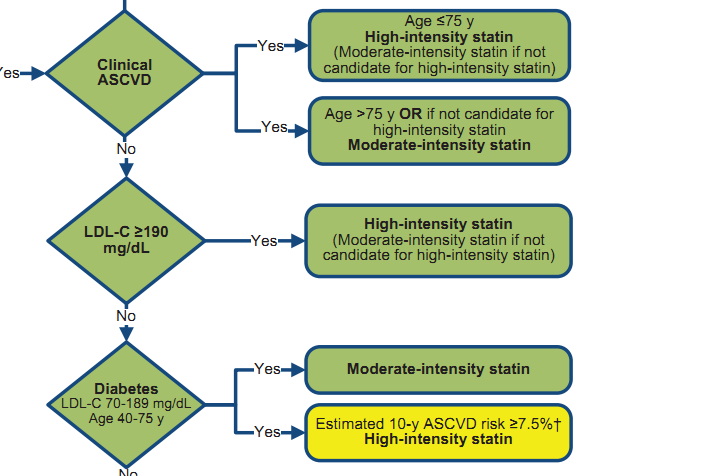 Age ≤75 y
High-intensity statin
(Moderate-intensity statin if not
candidate for high-intensity statin)
Yes
Yes
Clinical
ASCVD
Yes
Age >75 y OR if not candidate for
high-intensity statin
Moderate-intensity statin
No
LDL-C ≥190
mg/dL
Yes
High-intensity statin
(Moderate-intensity statin if not
candidate for high-intensity statin)
No
Diabetes
LDL-C 70-189 mg/dL
Age 40-75 y
Yes
Moderate-intensity statin
Yes
Estimated 10-y ASCVD risk ≥7.5%†
High-intensity statin
No